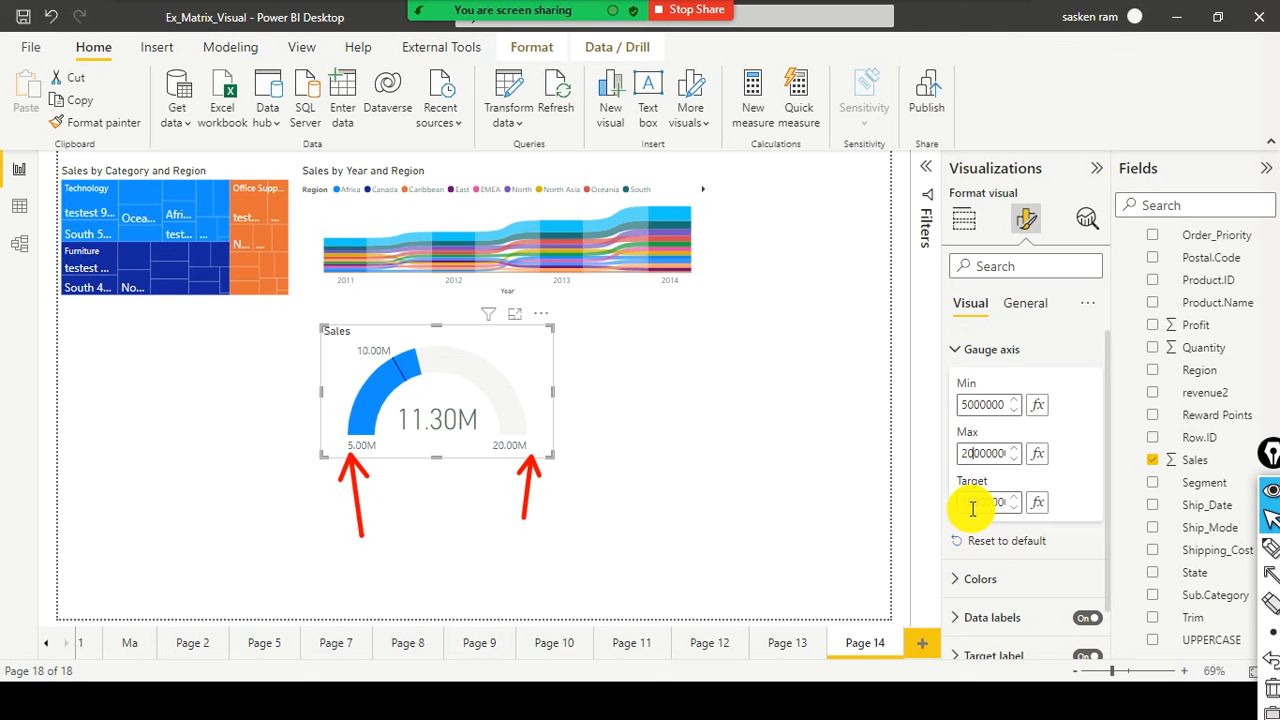 Ex_Matrix_Visual - Power BI Desktop
You are screen sharing
Stop Share
sasken ram
File
Home
Insert
Modeling
View
Help
External Tools
Format
Data / Drill
Paste
Cut
Copy
Format painter
Get data
Excel workbook
Data hub
SQL Server
Enter data
Dataverse
Recent sources
Transform data
Refresh
New visual
Text box
More visuals
New measure
Quick measure
Sensitivity
Publish
Clipboard
Data
Queries
Insert
Calculations
Sensitivity
Share
Sales by Category and Region
Technology
Office Supp...
testest 9...
Ocea...
Afri...
test...
...
South 5...
test...
...
Furniture
N...
...
testest ...
South 4...
No...
Sales by Year and Region
Region Africa Canada Caribbean East EMEA North North Asia Oceania South
2011
2012
2013
2014
Year
Sales
10.00M
11.30M
5.00M
20.00M
Filters
Visualizations
Format visual
Search
Visual
General
Gauge axis
Min
5000000
fx
Max
fx
Target
fx
Reset to default
Colors
Data labels
On
Target label
On
Fields
Search
Order_Priority
Postal.Code
Product.ID
Product.Name
Profit
Quantity
Region
revenue2
Reward Points
Row.ID
Sales
Segment
Ship_Date
Ship_Mode
Shipping_Cost
State
Sub.Category
Trim
UPPERCASE
1
Ma
Page 2
Page 5
Page 7
Page 8
Page 9
Page 10
Page 11
Page 12
Page 13
Page 14
Page 18 of 18
69%